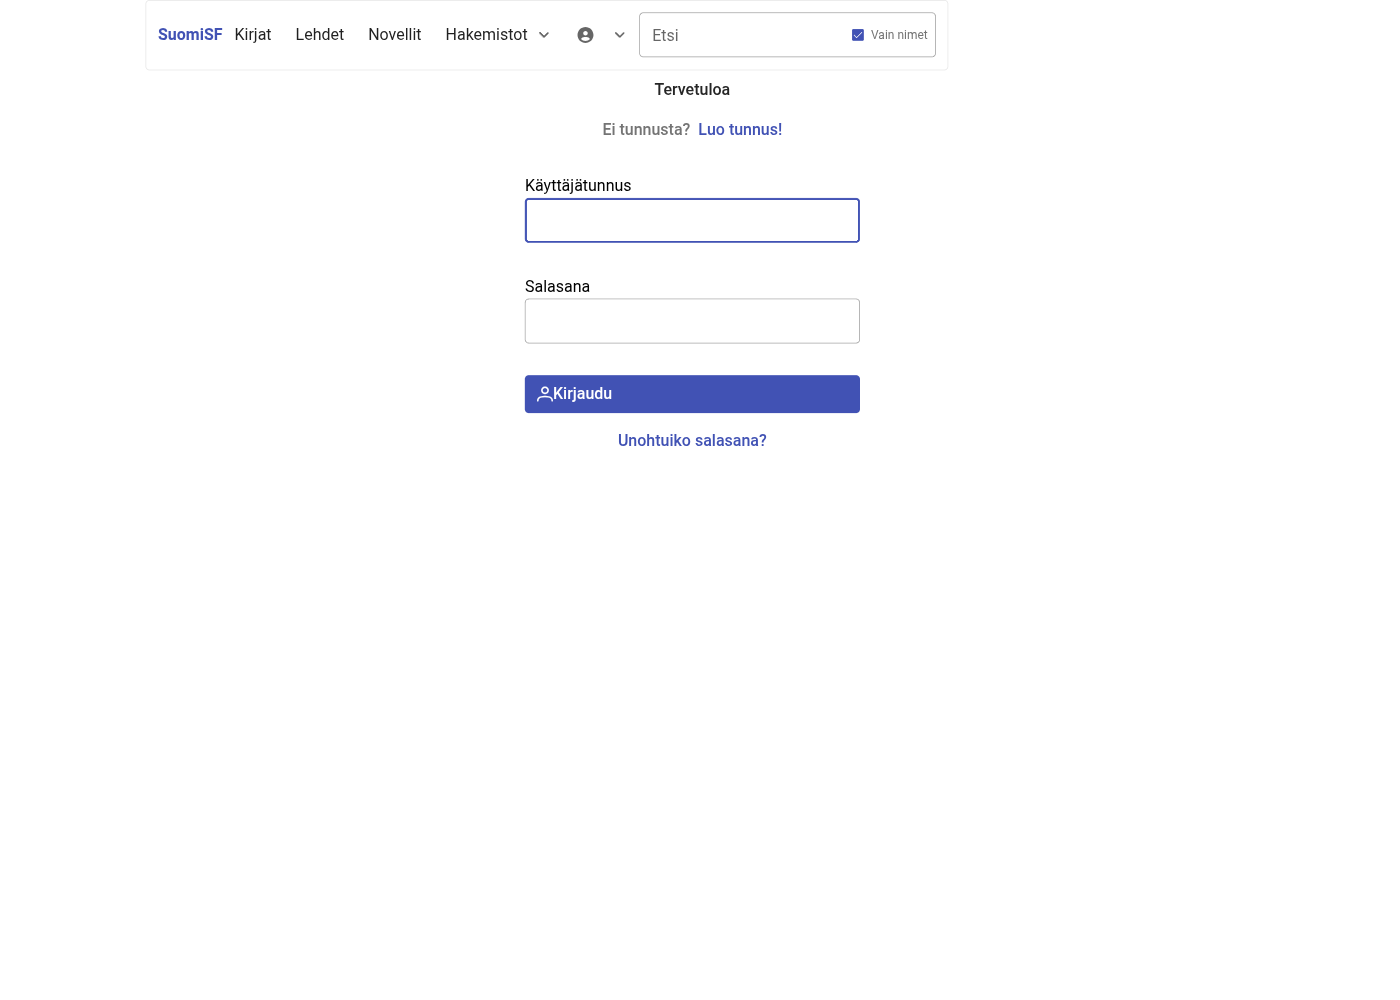 SuomiSF Kirjat Lehdet Novellit Hakemistot Etsi Vain nimet
Tervetuloa
Ei tunnusta? Luo tunnus!
Käyttäjätunnus
Salasana
Kirjaudu
Unohtuiko salasana?